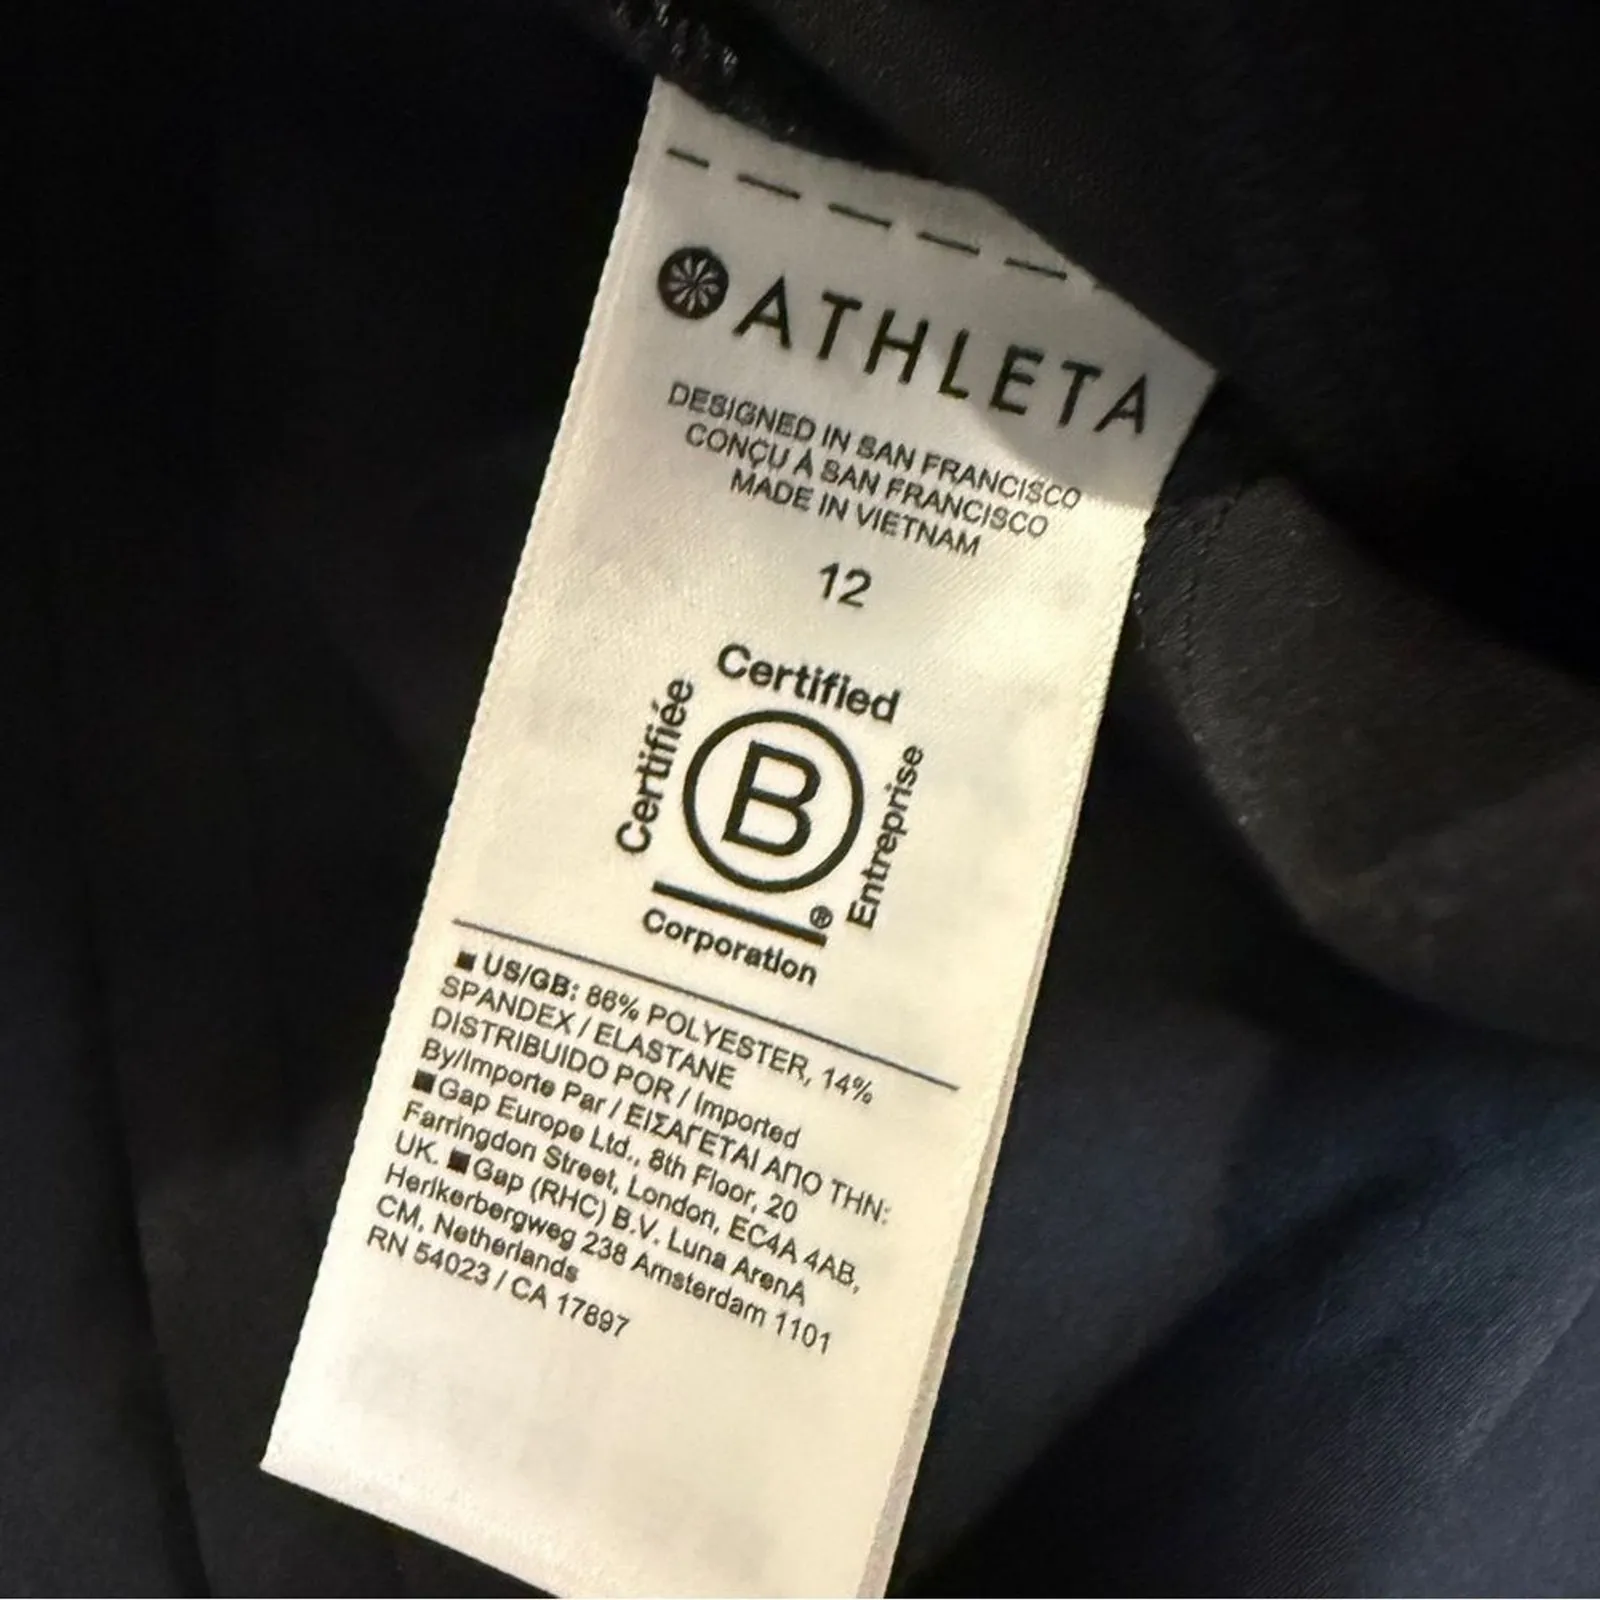 ATHLETA
DESIGNED IN SAN FRANCISCO
CONÇU À SAN FRANCISCO
MADE IN VIETNAM
12
Certified
Certifiée
B
Entreprise
®
Corporation
US/GB: 86% POLYESTER, 14%
SPANDEX / ELASTANE
DISTRIBUIDO POR / Imported
By/Importe Par / ΕΙΣΑΓΕΤΑΙ ΑΠΟ ΤΗΝ:
Gap Europe Ltd., 8th Floor, 20
Farringdon Street, London, EC4A 4AB,
UK. Gap (RHC) B.V. Luna ArenA
Herikerbergweg 238 Amsterdam 1101
CM, Netherlands
RN 54023 / CA 17897